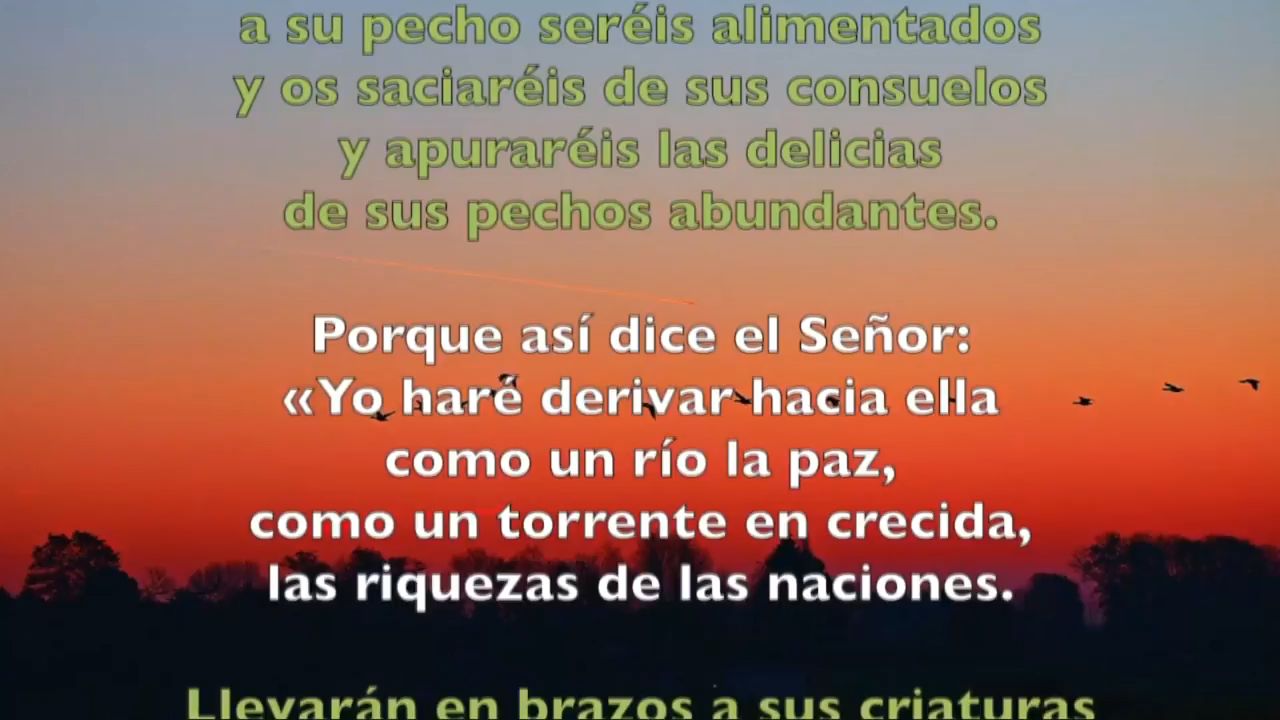 a su pecho seréis alimentados
y os saciaréis de sus consuelos
y apuraréis las delicias
de sus pechos abundantes.
Porque así dice el Señor:
«Yo haré derivar hacia ella
como un río la paz,
como un torrente en crecida,
las riquezas de las naciones.
Llevarán en brazos a sus criaturas